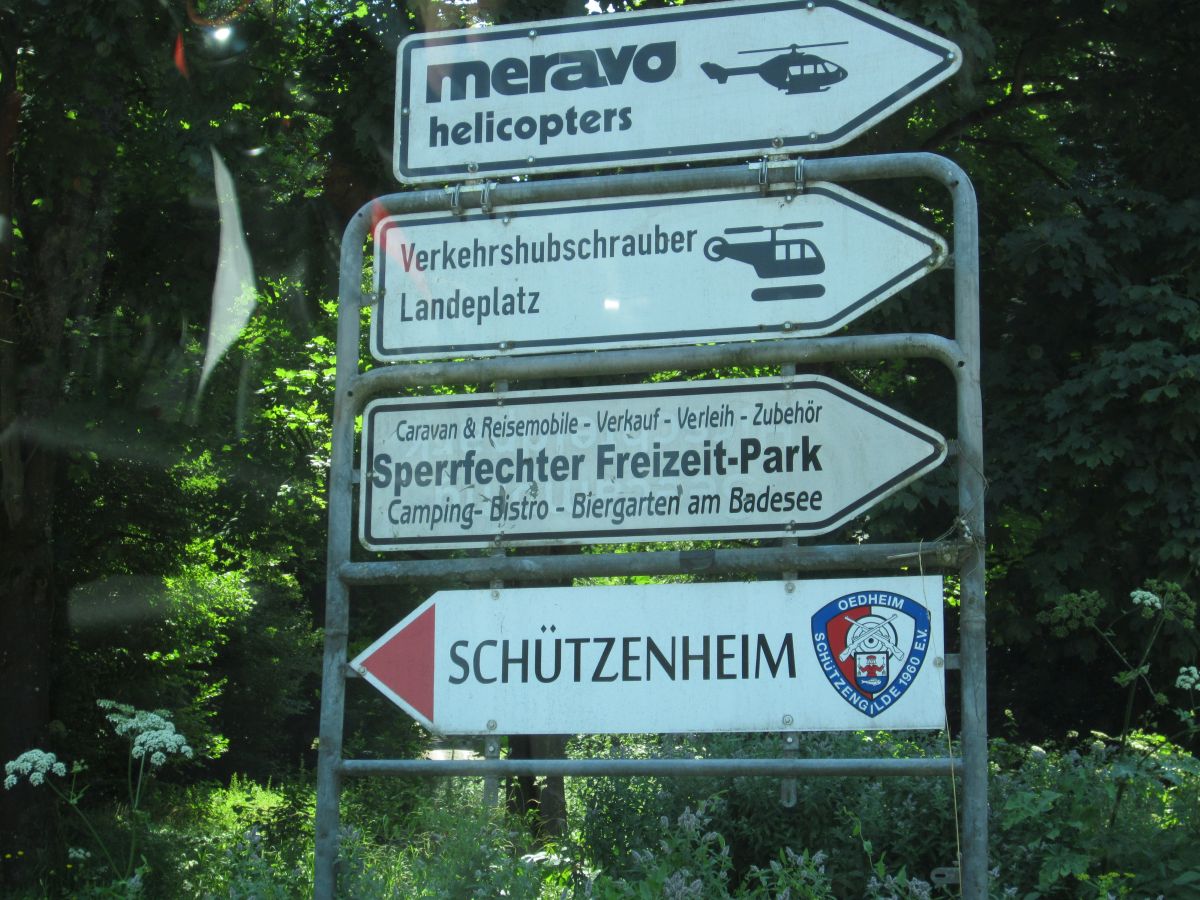 meravo
helicopters
Verkehrshubschrauber
Landeplatz
Caravan & Reisemobile - Verkauf - Verleih - Zubehör
Sperrfechter Freizeit-Park
Camping- Bistro - Biergarten am Badesee
SCHÜTZENHEIM
OEDHEIM
SCHÜTZENGILDE 1960 E.V.